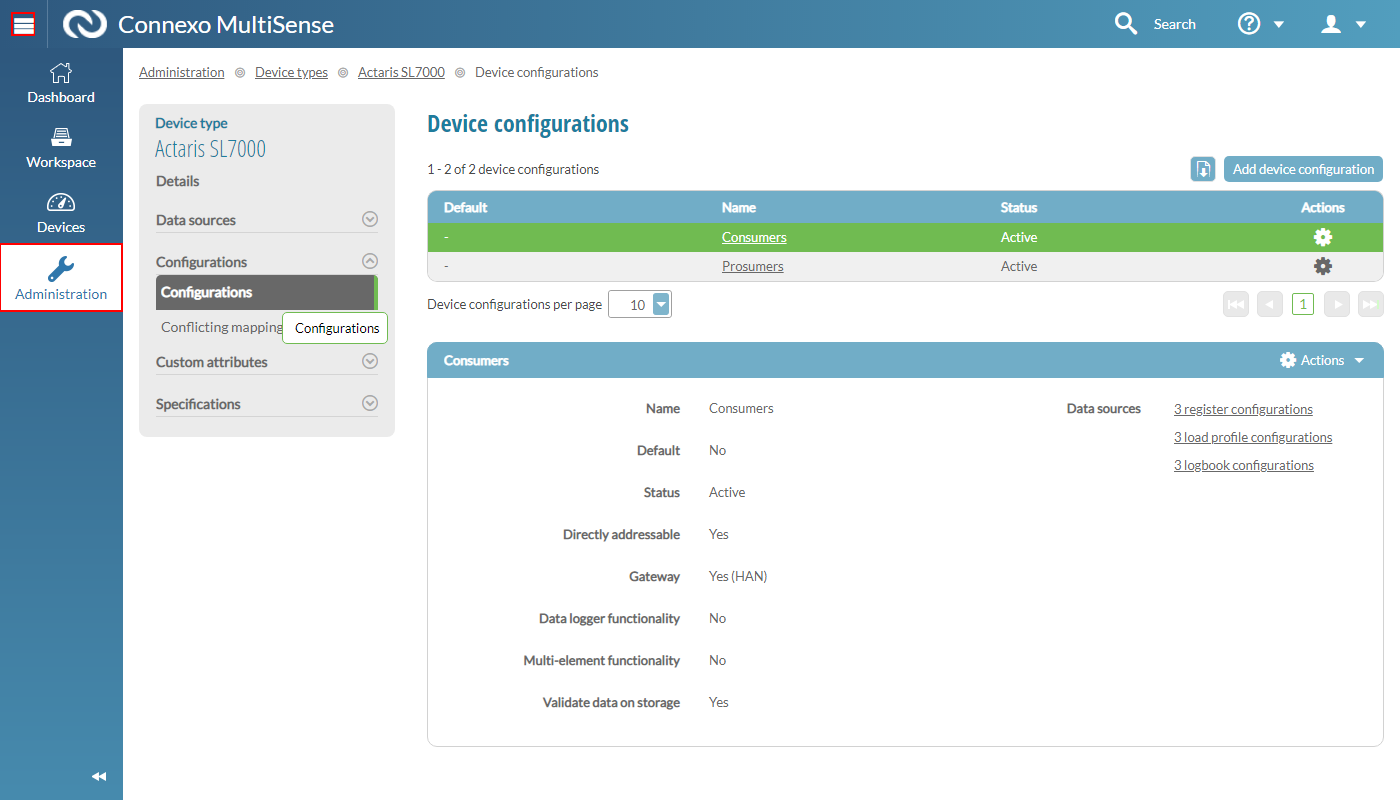 Connexo MultiSense
Search
Dashboard
Workspace
Devices
Administration
Administration Device types Actaris SL7000 Device configurations
Device type
Actaris SL7000
Details
Data sources
Configurations
Configurations
Conflicting mapping
Configurations
Custom attributes
Specifications
Device configurations
1 - 2 of 2 device configurations
Add device configuration
Default Name Status Actions
- Consumers Active
- Prosumers Active
Device configurations per page 10
1
Consumers
Actions
Name Consumers
Default No
Status Active
Directly addressable Yes
Gateway Yes (HAN)
Data logger functionality No
Multi-element functionality No
Validate data on storage Yes
Data sources 3 register configurations
3 load profile configurations
3 logbook configurations